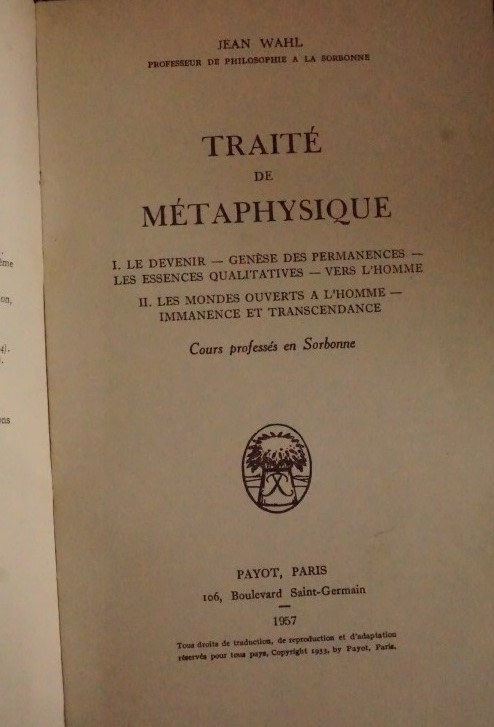 JEAN WAHL
PROFESSEUR DE PHILOSOPHIE A LA SORBONNE
TRAITÉ
DE
MÉTAPHYSIQUE
I. LE DEVENIR — GENÈSE DES PERMANENCES —
LES ESSENCES QUALITATIVES — VERS L'HOMME
II. LES MONDES OUVERTS A L'HOMME —
IMMANENCE ET TRANSCENDANCE
Cours professés en Sorbonne
PAYOT, PARIS
106, Boulevard Saint-Germain
1957
Tous droits de traduction, de reproduction et d'adaptation
réservés pour tous pays, Copyright 1953, by Payot, Paris.